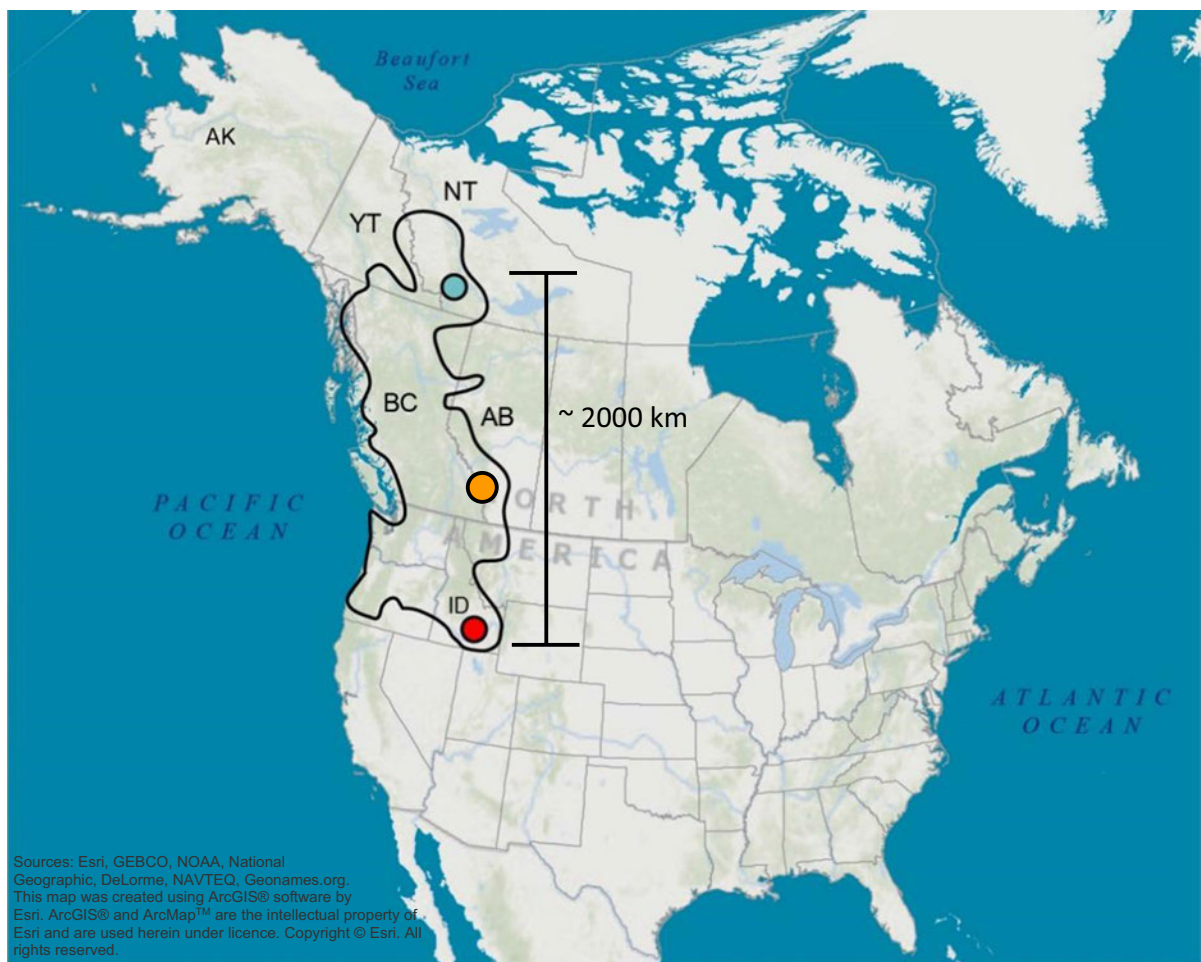 Beaufort
Sea
AK
NT
YT
BC
AB
~ 2000 km
PACIFIC
OCEAN
NORTH
AMERICA
ID
ATLANTIC
OCEAN
Sources: Esri, GEBCO, NOAA, National
Geographic, DeLorme, NAVTEQ, Geonames.org.
This map was created using ArcGIS® software by
Esri. ArcGIS® and ArcMap™ are the intellectual property of
Esri and are used herein under licence. Copyright © Esri. All
rights reserved.